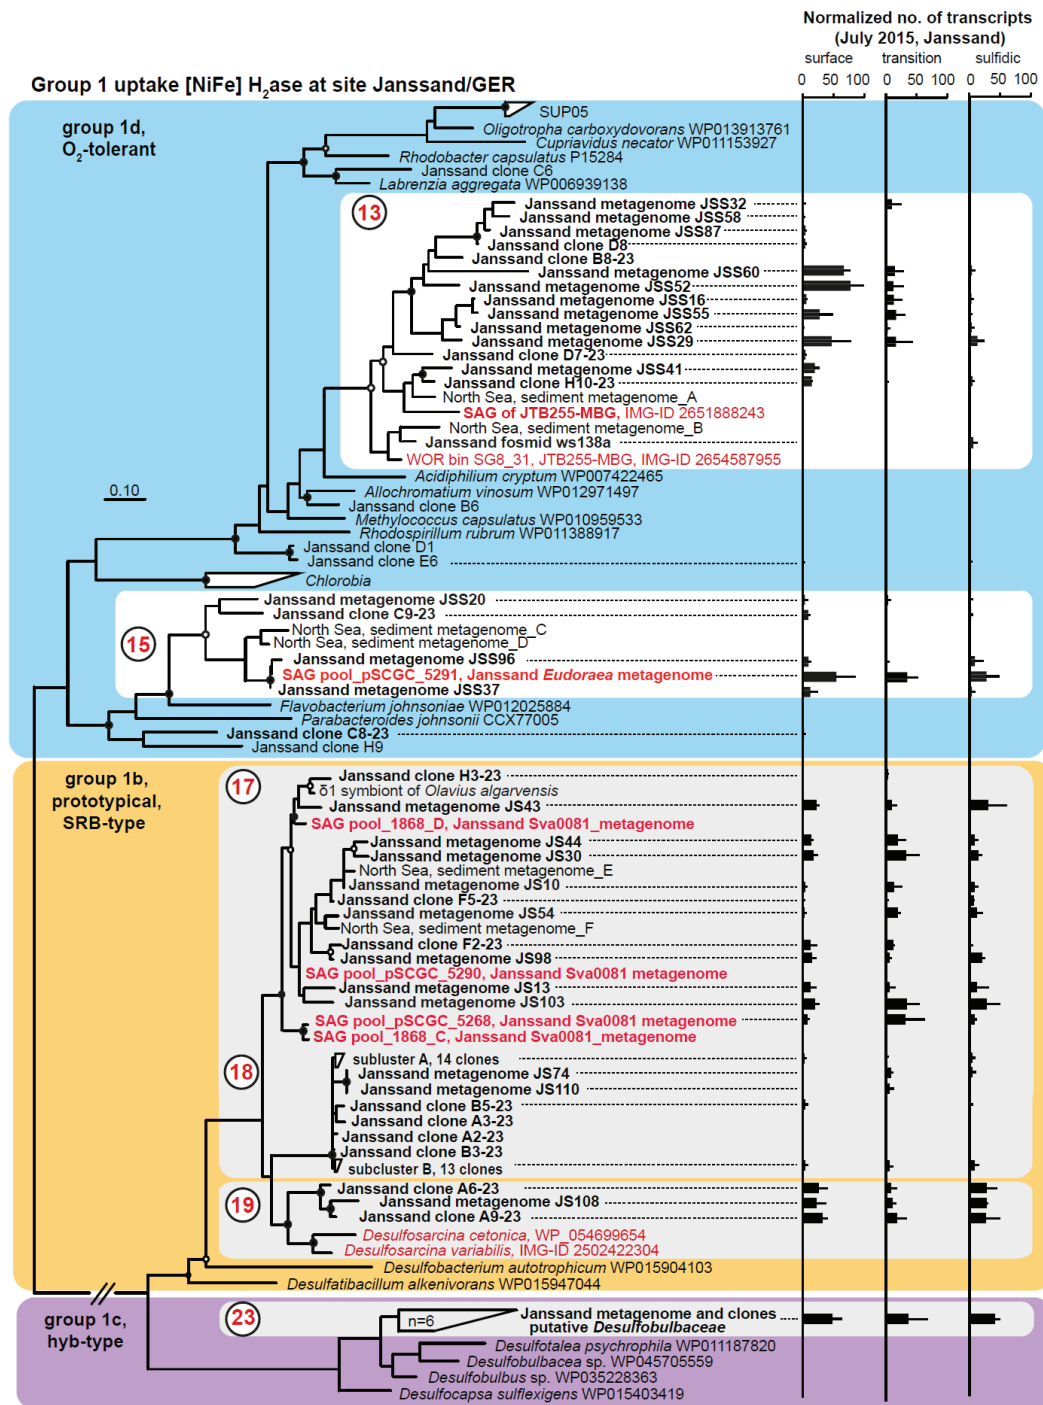 Normalized no. of transcripts
(July 2015, Janssand)
surface transition sulfidic
0 50 100 0 50 100 0 50 100
Group 1 uptake [NiFe] H2ase at site Janssand/GER
group 1d,
O2-tolerant
SUP05
Oligotropha carboxydovorans WP013913761
Cupriavidus necator WP011153927
Rhodobacter capsulatus P15284
Janssand clone C6
Labrenzia aggregata WP006939138
13
Janssand metagenome JSS32
Janssand metagenome JSS58
Janssand metagenome JSS87
Janssand clone D8
Janssand clone B8-23
Janssand metagenome JSS60
Janssand metagenome JSS52
Janssand metagenome JSS16
Janssand metagenome JSS55
Janssand metagenome JSS62
Janssand metagenome JSS29
Janssand clone D7-23
Janssand metagenome JSS41
Janssand clone H10-23
North Sea, sediment metagenome_A
SAG of JTB255-MBG, IMG-ID 2651888243
North Sea, sediment metagenome_B
Janssand fosmid ws138a
WOR bin SG8_31, JTB255-MBG, IMG-ID 2654587955
Acidiphilium cryptum WP007422465
0.10
Allochromatium vinosum WP012971497
Janssand clone B6
Methylococcus capsulatus WP010959533
Rhodospirillum rubrum WP011388917
Janssand clone D1
Janssand clone E6
Chlorobia
15
Janssand metagenome JSS20
Janssand clone C9-23
North Sea, sediment metagenome_C
North Sea, sediment metagenome_D
Janssand metagenome JSS96
SAG pool_pSCGC_5291, Janssand Eudoraea metagenome
Janssand metagenome JSS37
Flavobacterium johnsoniae WP012025884
Parabacteroides johnsonii CCX77005
Janssand clone C8-23
Janssand clone H9
group 1b,
prototypical,
SRB-type
17
Janssand clone H3-23
δ1 symbiont of Olavius algarvensis
Janssand metagenome JS43
SAG pool_1868_D, Janssand Sva0081_metagenome
Janssand metagenome JS44
Janssand metagenome JS30
North Sea, sediment metagenome_E
Janssand metagenome JS10
Janssand clone F5-23
Janssand metagenome JS54
North Sea, sediment metagenome_F
Janssand clone F2-23
Janssand metagenome JS98
SAG pool_pSCGC_5290, Janssand Sva0081 metagenome
Janssand metagenome JS13
Janssand metagenome JS103
SAG pool_pSCGC_5268, Janssand Sva0081 metagenome
SAG pool_1868_C, Janssand Sva0081_metagenome
18
subluster A, 14 clones
Janssand metagenome JS74
Janssand metagenome JS110
Janssand clone B5-23
Janssand clone A3-23
Janssand clone A2-23
Janssand clone B3-23
subcluster B, 13 clones
19
Janssand clone A6-23
Janssand metagenome JS108
Janssand clone A9-23
Desulfosarcina cetonica, WP_054699654
Desulfosarcina variabilis, IMG-ID 2502422304
Desulfobacterium autotrophicum WP015904103
Desulfatibacillum alkenivorans WP015947044
group 1c,
hyb-type
23
n=6
Janssand metagenome and clones
putative Desulfobulbaceae
Desulfotalea psychrophila WP011187820
Desulfobulbacea sp. WP045705559
Desulfobulbus sp. WP035228363
Desulfocapsa sulfexigens WP015403419